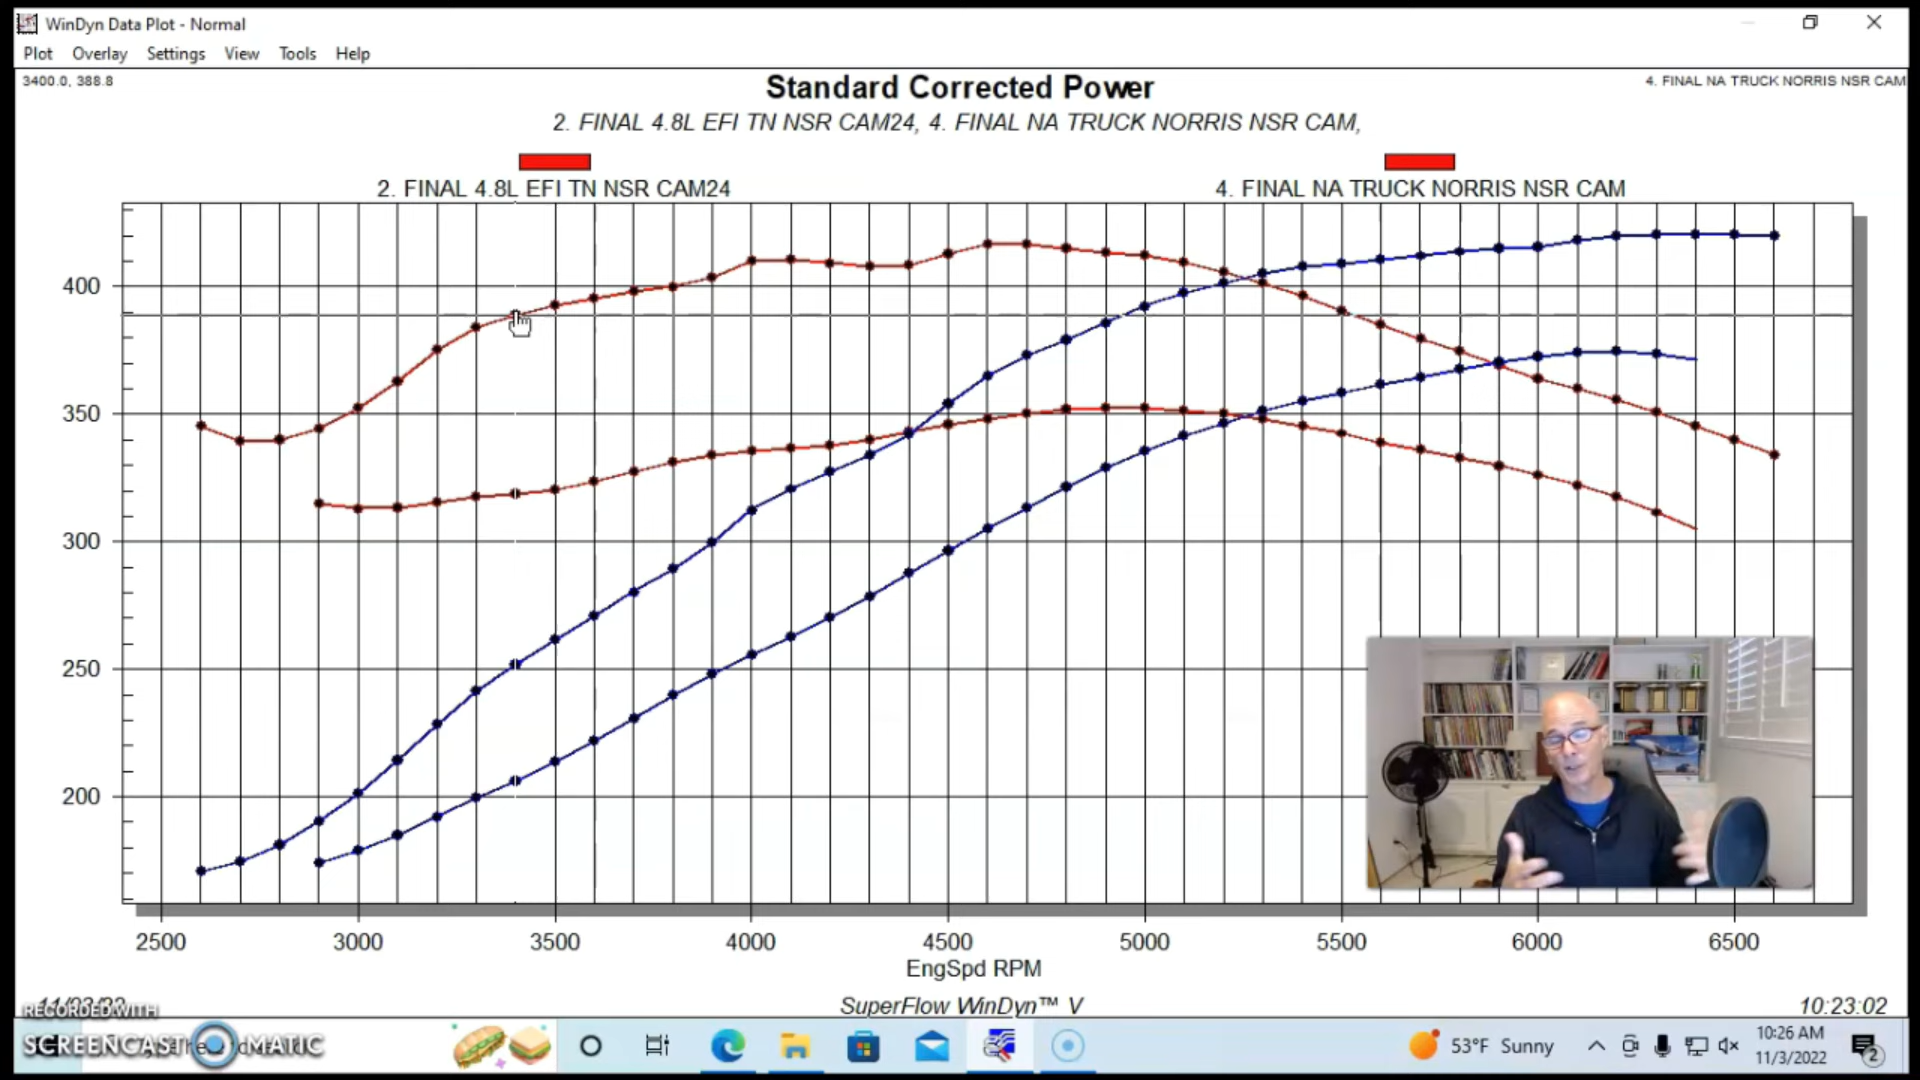 WinDyn Data Plot - Normal
Plot Overlay Settings View Tools Help
3400.0, 388.8
4. FINAL NA TRUCK NORRIS NSR CAM
Standard Corrected Power
2. FINAL 4.8L EFI TN NSR CAM24, 4. FINAL NA TRUCK NORRIS NSR CAM,
2. FINAL 4.8L EFI TN NSR CAM24
4. FINAL NA TRUCK NORRIS NSR CAM
400
350
300
250
200
2500 3000 3500 4000 4500 5000 5500 6000 6500
EngSpd RPM
11/03/22
SuperFlow WinDyn™ V
10:23:02
RECORDED WITH
SCREENCAST MATIC
53°F Sunny
10:26 AM
11/3/2022
2